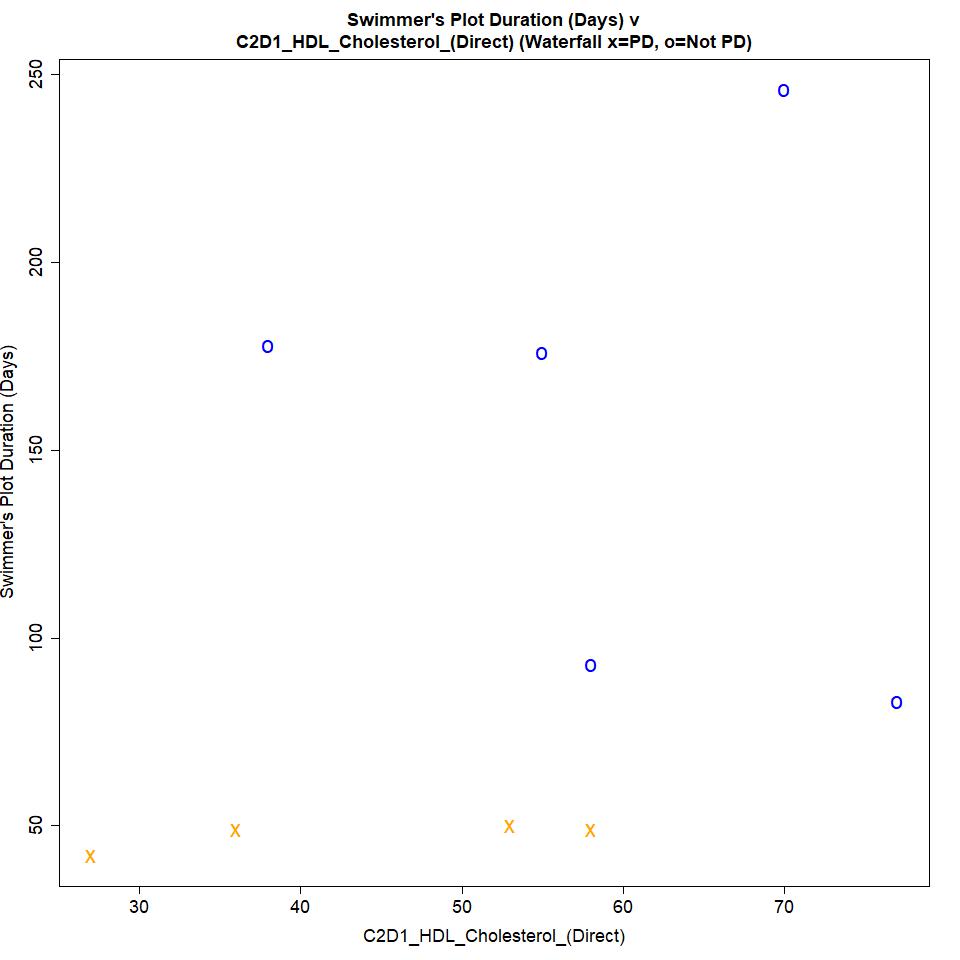 Swimmer's Plot Duration (Days) v
C2D1_HDL_Cholesterol_(Direct) (Waterfall x=PD, o=Not PD)
Swimmer's Plot Duration (Days)
250
200
150
100
50
O
O
O
O
O
X
X
X
X
30 40 50 60 70
C2D1_HDL_Cholesterol_(Direct)